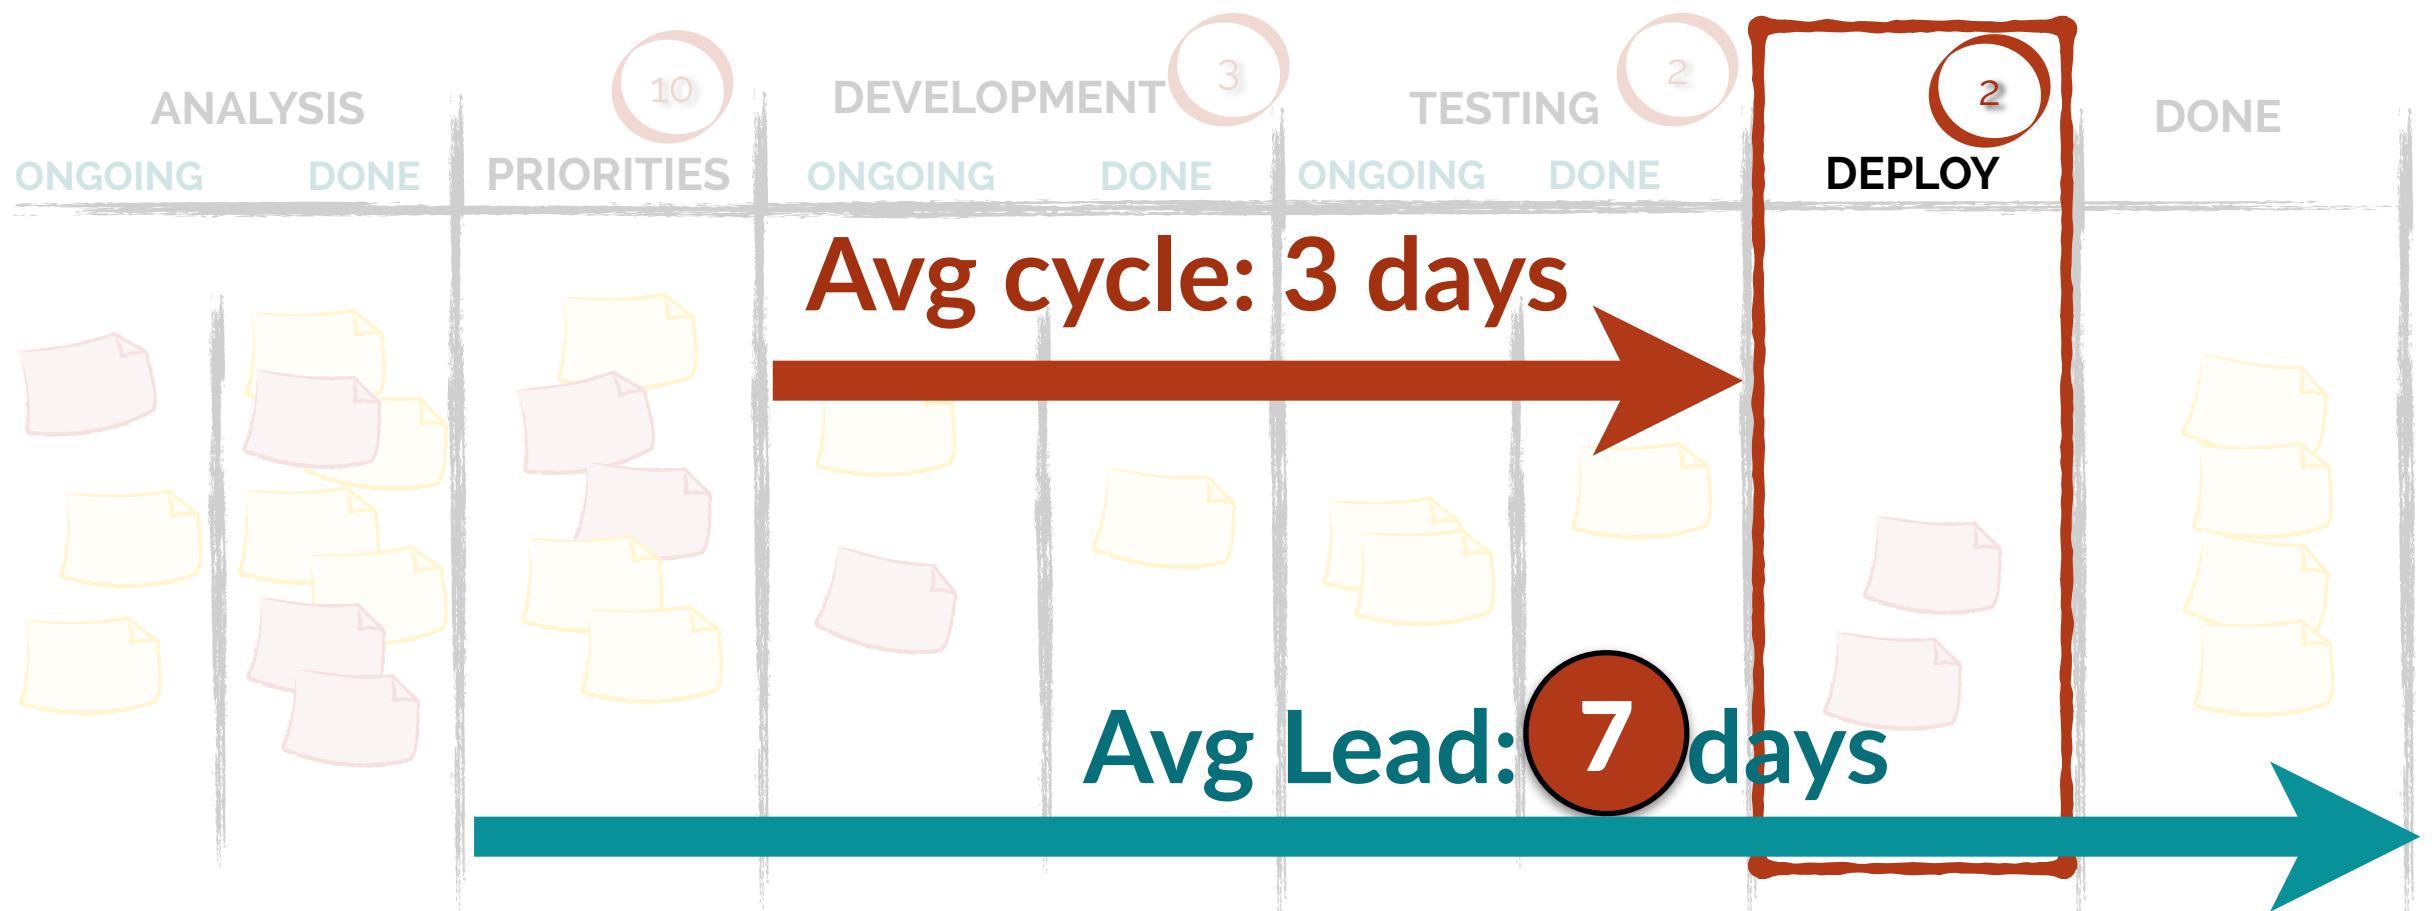 ANALYSIS
ONGOING DONE
10
PRIORITIES
DEVELOPMENT 3
ONGOING DONE
TESTING 2
ONGOING DONE
2
DEPLOY
DONE
Avg cycle: 3 days
Avg Lead: 7 days